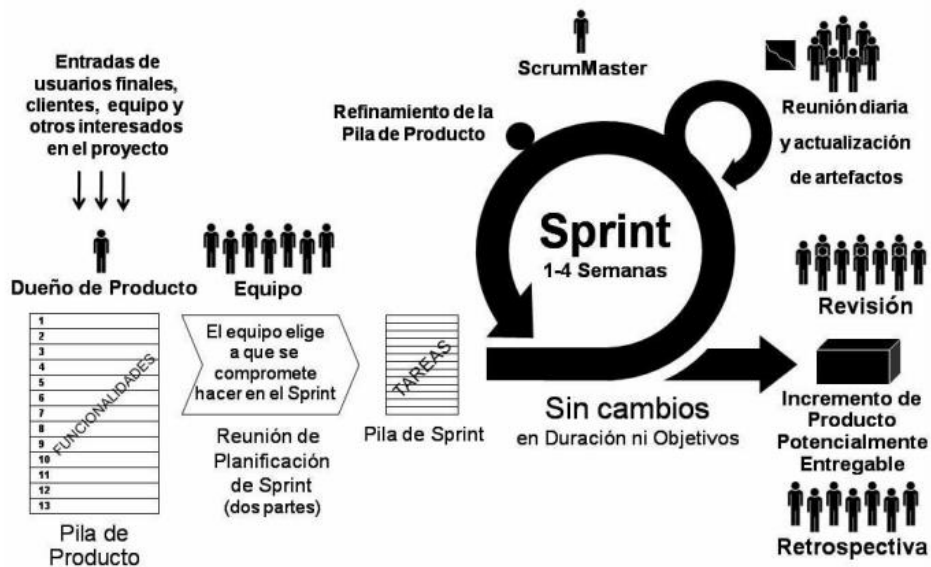 Entradas de
usuarios finales,
clientes, equipo y
otros interesados
en el proyecto
Dueño de Producto
1
2
3
4
5
6
7
8
9
10
11
12
13
FUNCIONALIDADES
Pila de
Producto
Equipo
El equipo elige
a que se
compromete
hacer en el Sprint
Reunión de
Planificación
de Sprint
(dos partes)
TAREAS
Pila de Sprint
ScrumMaster
Refinamiento de la
Pila de Producto
Sprint
1-4 Semanas
Sin cambios
en Duración ni Objetivos
Reunión diaria
y actualización
de artefactos
Revisión
Incremento de
Producto
Potencialmente
Entregable
Retrospectiva